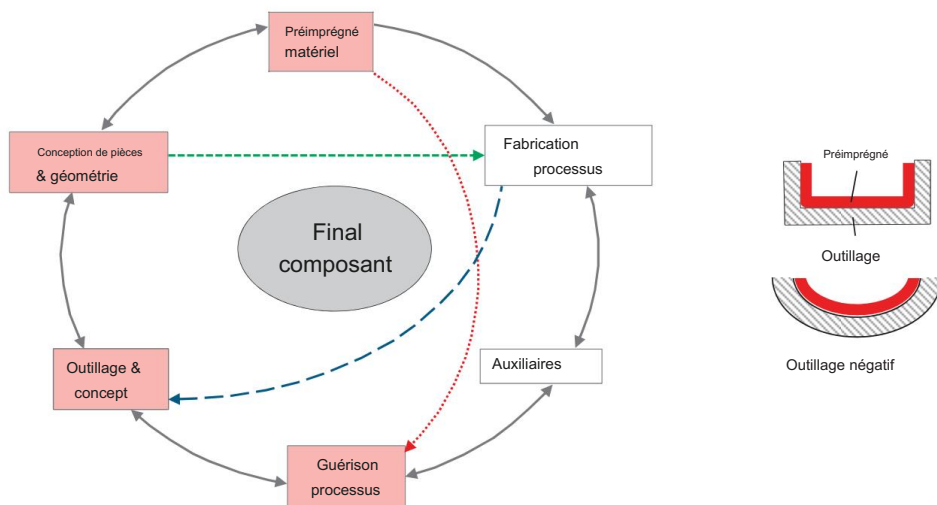 Préimprégné
matériel
Conception de pièces
& géométrie
Fabrication
processus
Final
composant
Outillage &
concept
Auxiliaires
Guérison
processus
Préimprégné
Outillage
Outillage négatif